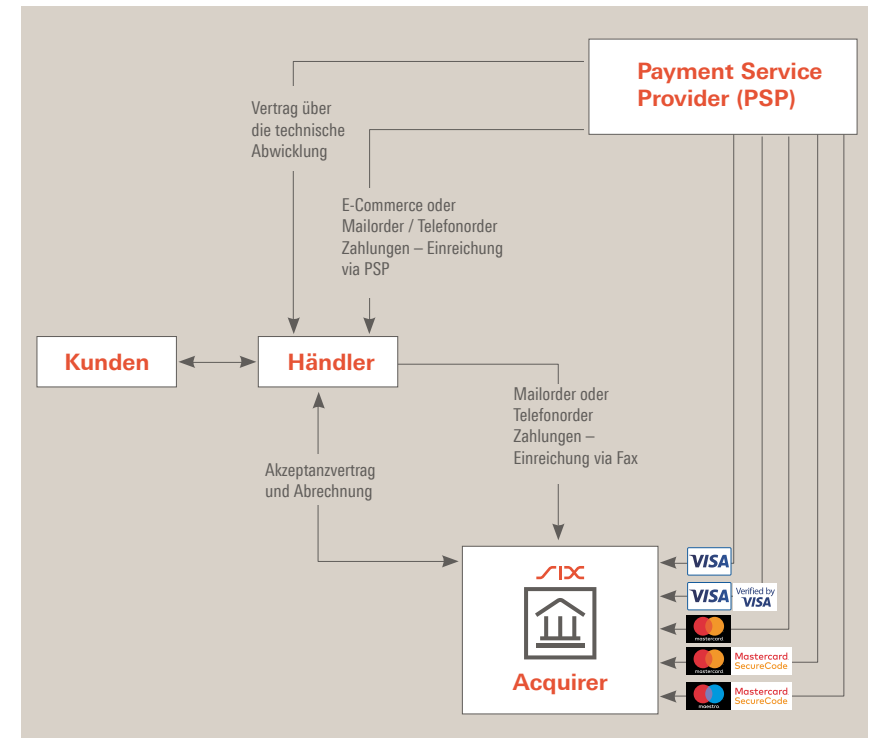 Payment Service
Provider (PSP)
Vertrag über
die technische
Abwicklung
E-Commerce oder
Mailorder / Telefonorder
Zahlungen – Einreichung
via PSP
Kunden
Händler
Mailorder oder
Telefonorder
Zahlungen –
Einreichung via Fax
Akzeptanzvertrag
und Abrechnung
SIX
Acquirer
VISA
VISA
Verified by
VISA
mastercard
mastercard
Mastercard
SecureCode
maestro
Mastercard
SecureCode